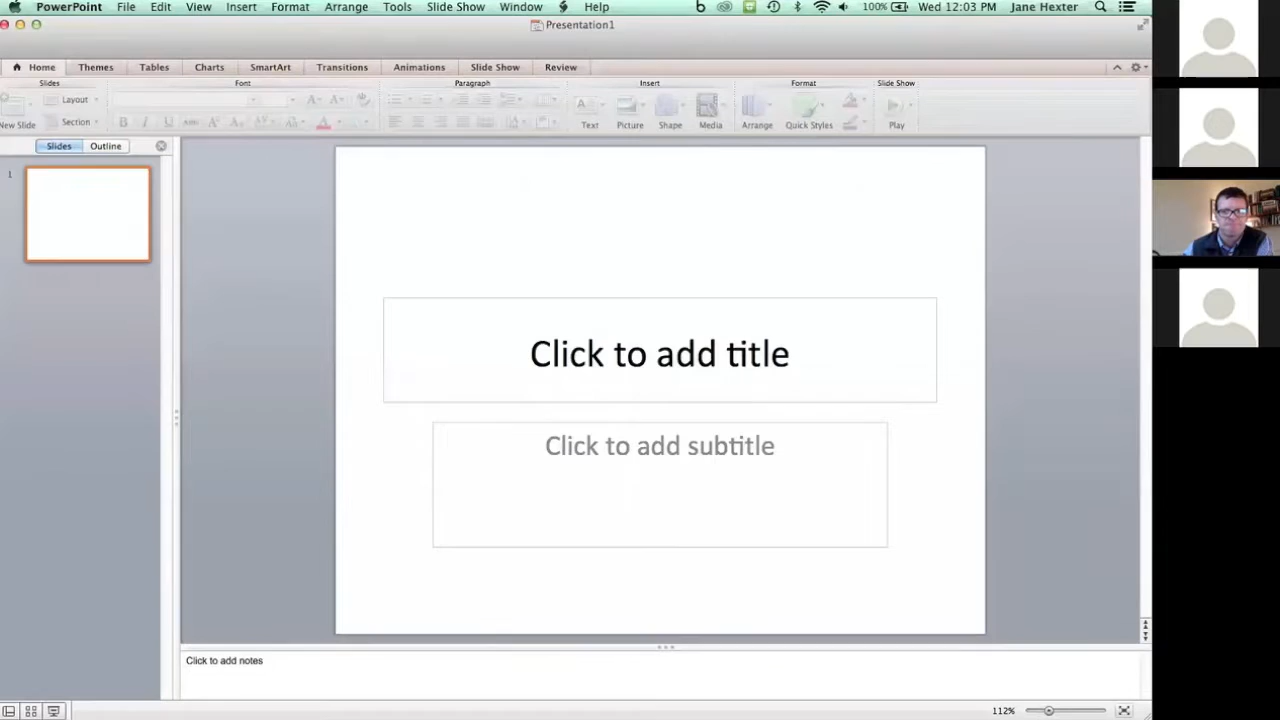 PowerPoint File Edit View Insert Format Arrange Tools Slide Show Window Help 100% Wed 12:03 PM Jane Hexter
Presentation1
Home Themes Tables Charts SmartArt Transitions Animations Slide Show Review
Slides Font Paragraph Insert Format Slide Show
Layout
New Slide Section B I U ABC A A Text Picture Shape Media Arrange Quick Styles Play
Slides Outline
1
Click to add title
Click to add subtitle
Click to add notes
112%